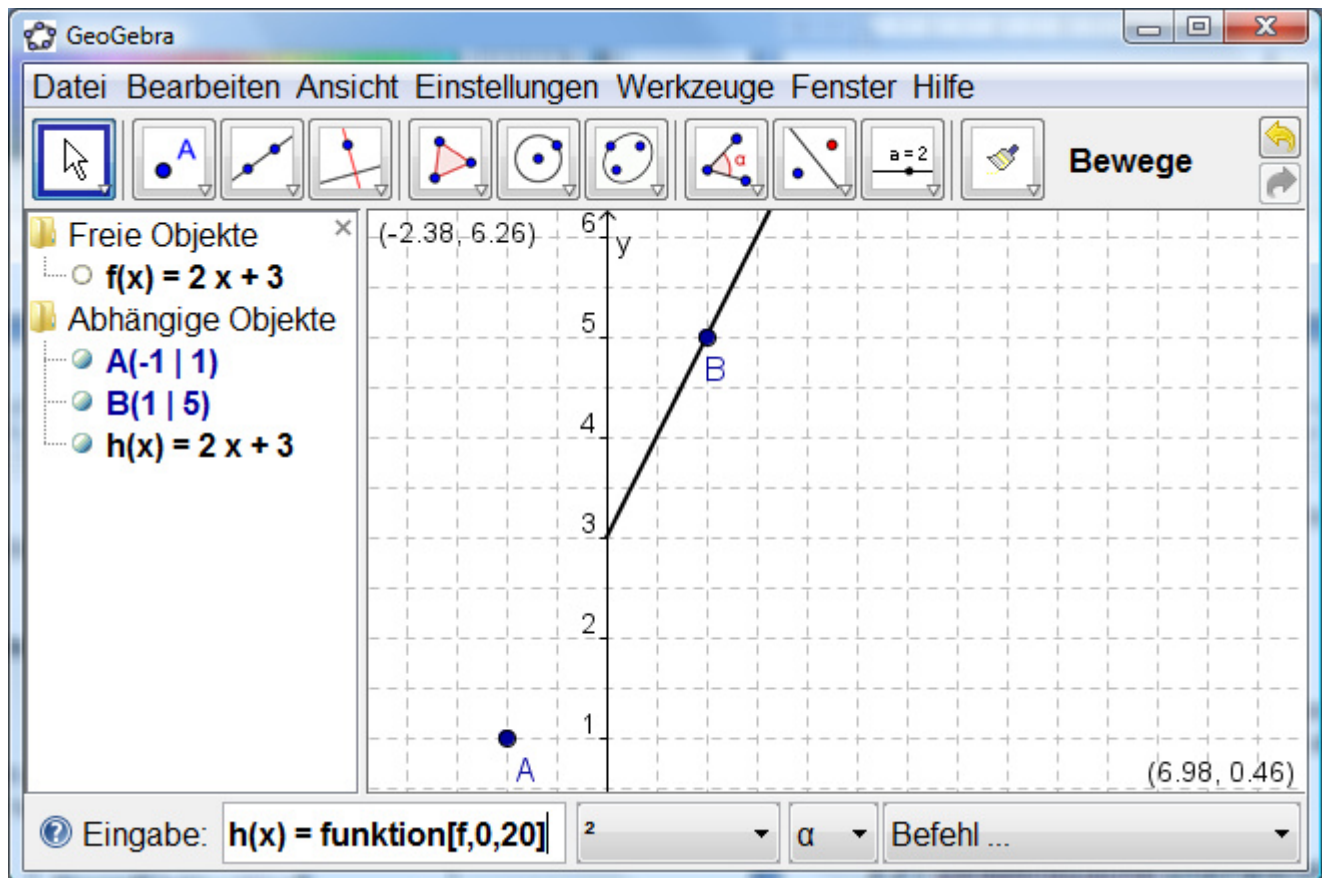 GeoGebra
Datei Bearbeiten Ansicht Einstellungen Werkzeuge Fenster Hilfe
A
α
a = 2
Bewege
Freie Objekte
f(x) = 2 x + 3
Abhängige Objekte
A(-1 | 1)
B(1 | 5)
h(x) = 2 x + 3
(-2.38, 6.26)
6
y
5
B
4
3
2
1
A
(6.98, 0.46)
Eingabe: h(x) = funktion[f,0,20] ² α Befehl ...